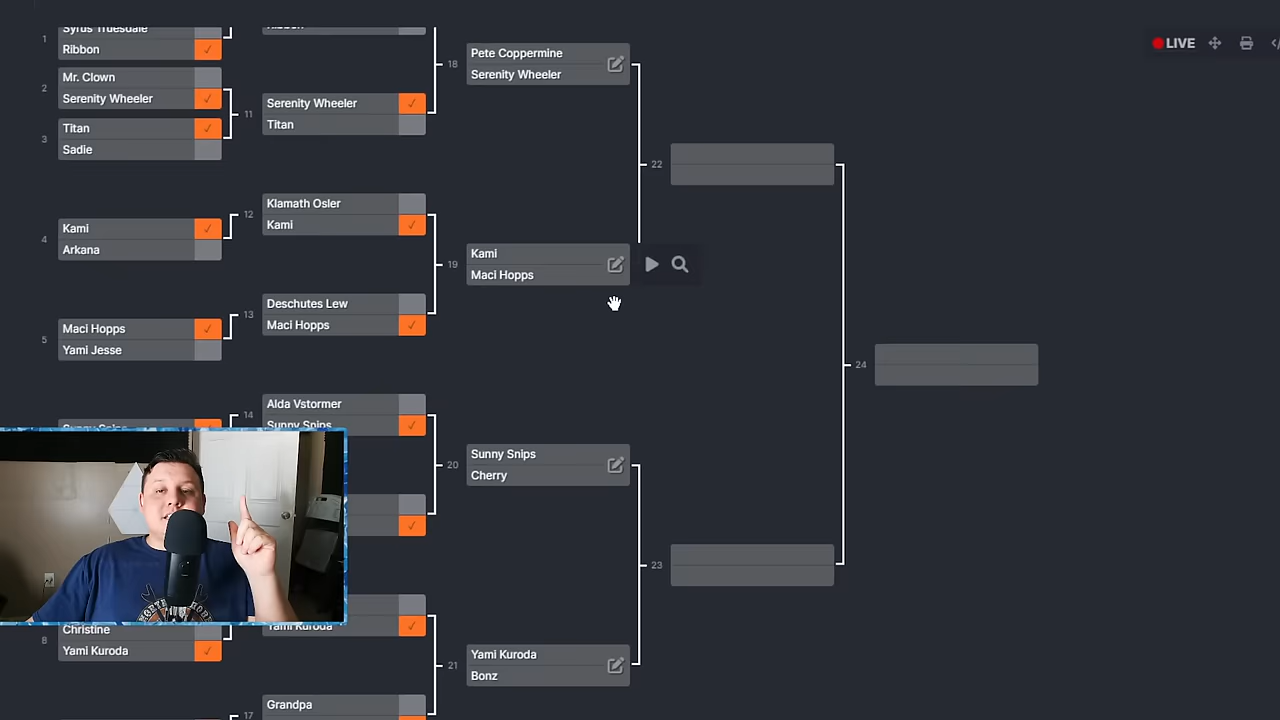 Syrus Truesdale
1
Ribbon
Mr. Clown
2
Serenity Wheeler
Titan
3
Sadie
Kami
4
Arkana
Maci Hopps
5
Yami Jesse
8
Christine
Yami Kuroda
Ribbon
11
Serenity Wheeler
Titan
12
Klamath Osler
Kami
13
Deschutes Lew
Maci Hopps
14
Alda Vstormer
Sunny Snips
Yami Kuroda
17
Grandpa
18
Pete Coppermine
Serenity Wheeler
19
Kami
Maci Hopps
20
Sunny Snips
Cherry
21
Yami Kuroda
Bonz
22
23
24
LIVE